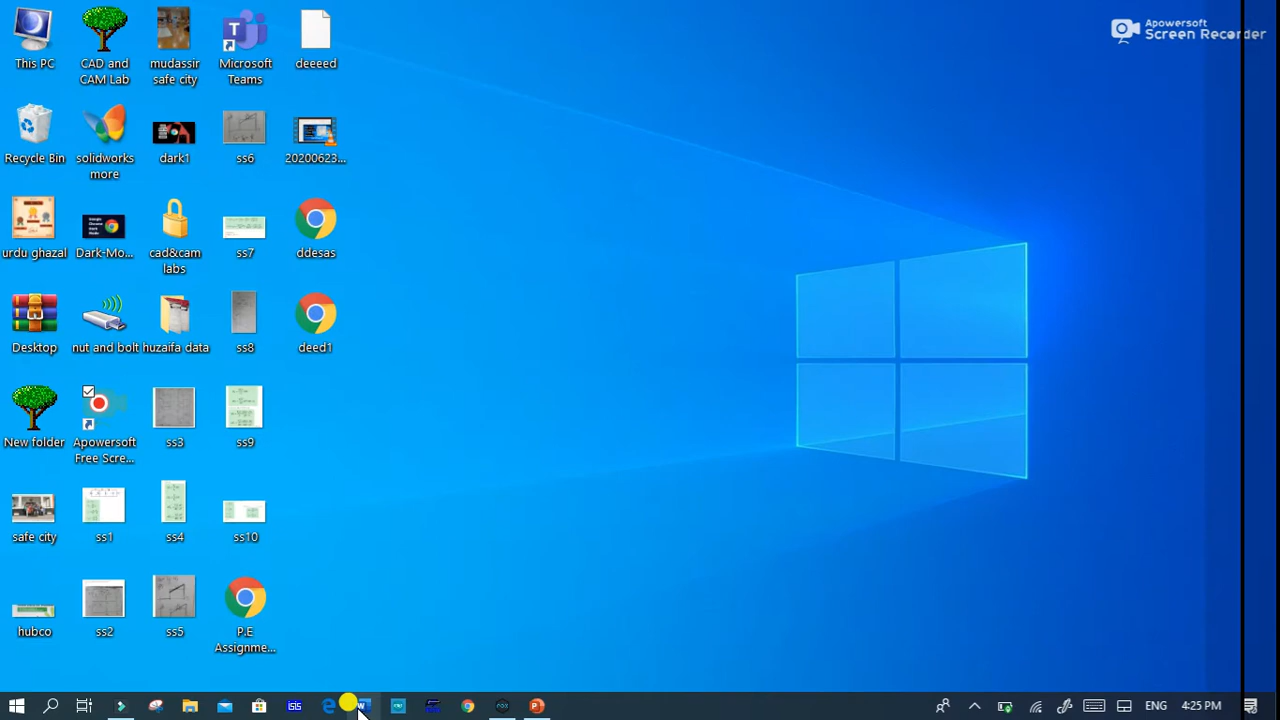 This PC
CAD and
CAM Lab
mudassir
safe city
Microsoft
Teams
deeeed
Recycle Bin
solidworks
more
dark1
ss6
20200623...
urdu ghazal
Dark-Mo...
cad&cam
labs
ss7
ddesas
Desktop
nut and bolt
huzaifa data
ss8
deed1
New folder
Apowersoft
Free Scre...
ss3
ss9
safe city
ss1
ss4
ss10
hubco
ss2
ss5
P.E
Assignme...
Apowersoft
Screen Recorder
ENG
4:25 PM